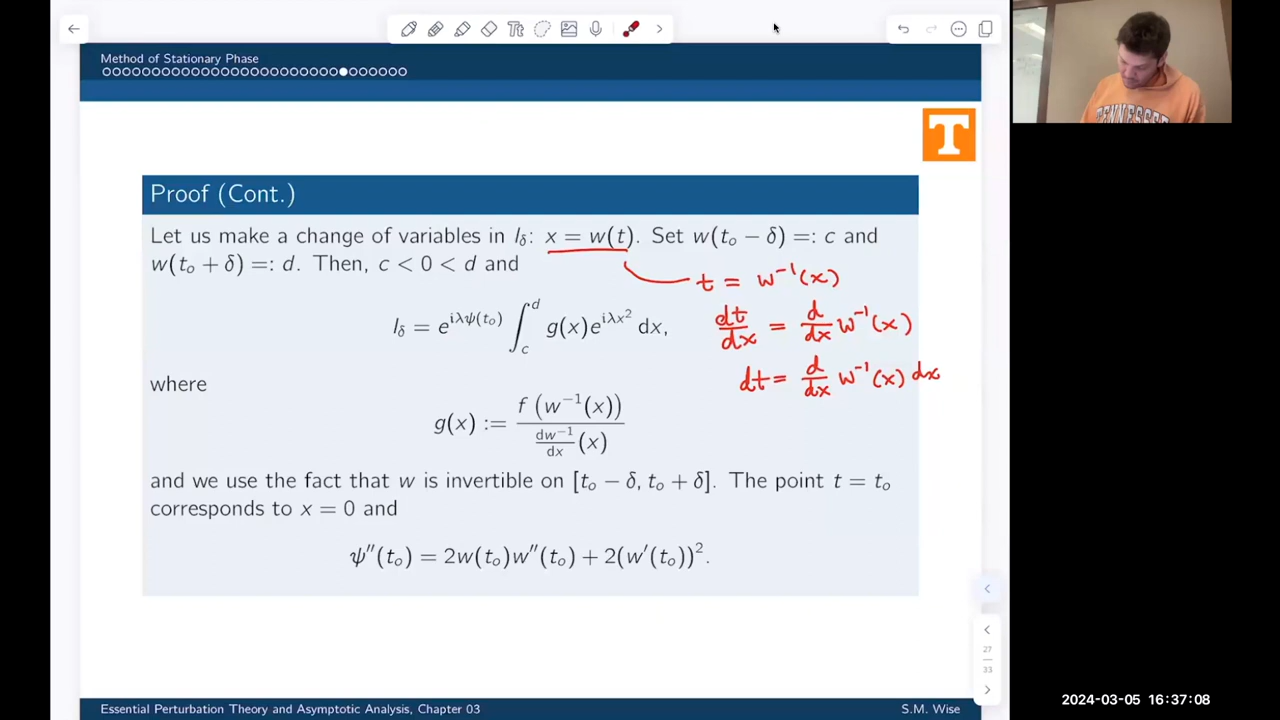 Method of Stationary Phase
T
Proof (Cont.)
Let us make a change of variables in I_δ: x = w(t). Set w(t_o − δ) =: c and
w(t_o + δ) =: d. Then, c < 0 < d and
t = w⁻¹(x)
I_δ = e^{iλψ(t_o)} ∫_c^d g(x)e^{iλx²} dx,
dt/dx = d/dx w⁻¹(x)
where
dt = d/dx w⁻¹(x) dx
g(x) := f(w⁻¹(x)) / (dw⁻¹/dx (x))
and we use the fact that w is invertible on [t_o − δ, t_o + δ]. The point t = t_o
corresponds to x = 0 and
ψ″(t_o) = 2w(t_o)w″(t_o) + 2(w′(t_o))².
27
33
Essential Perturbation Theory and Asymptotic Analysis, Chapter 03
S.M. Wise
TENNESSEE
2024-03-05 16:37:08